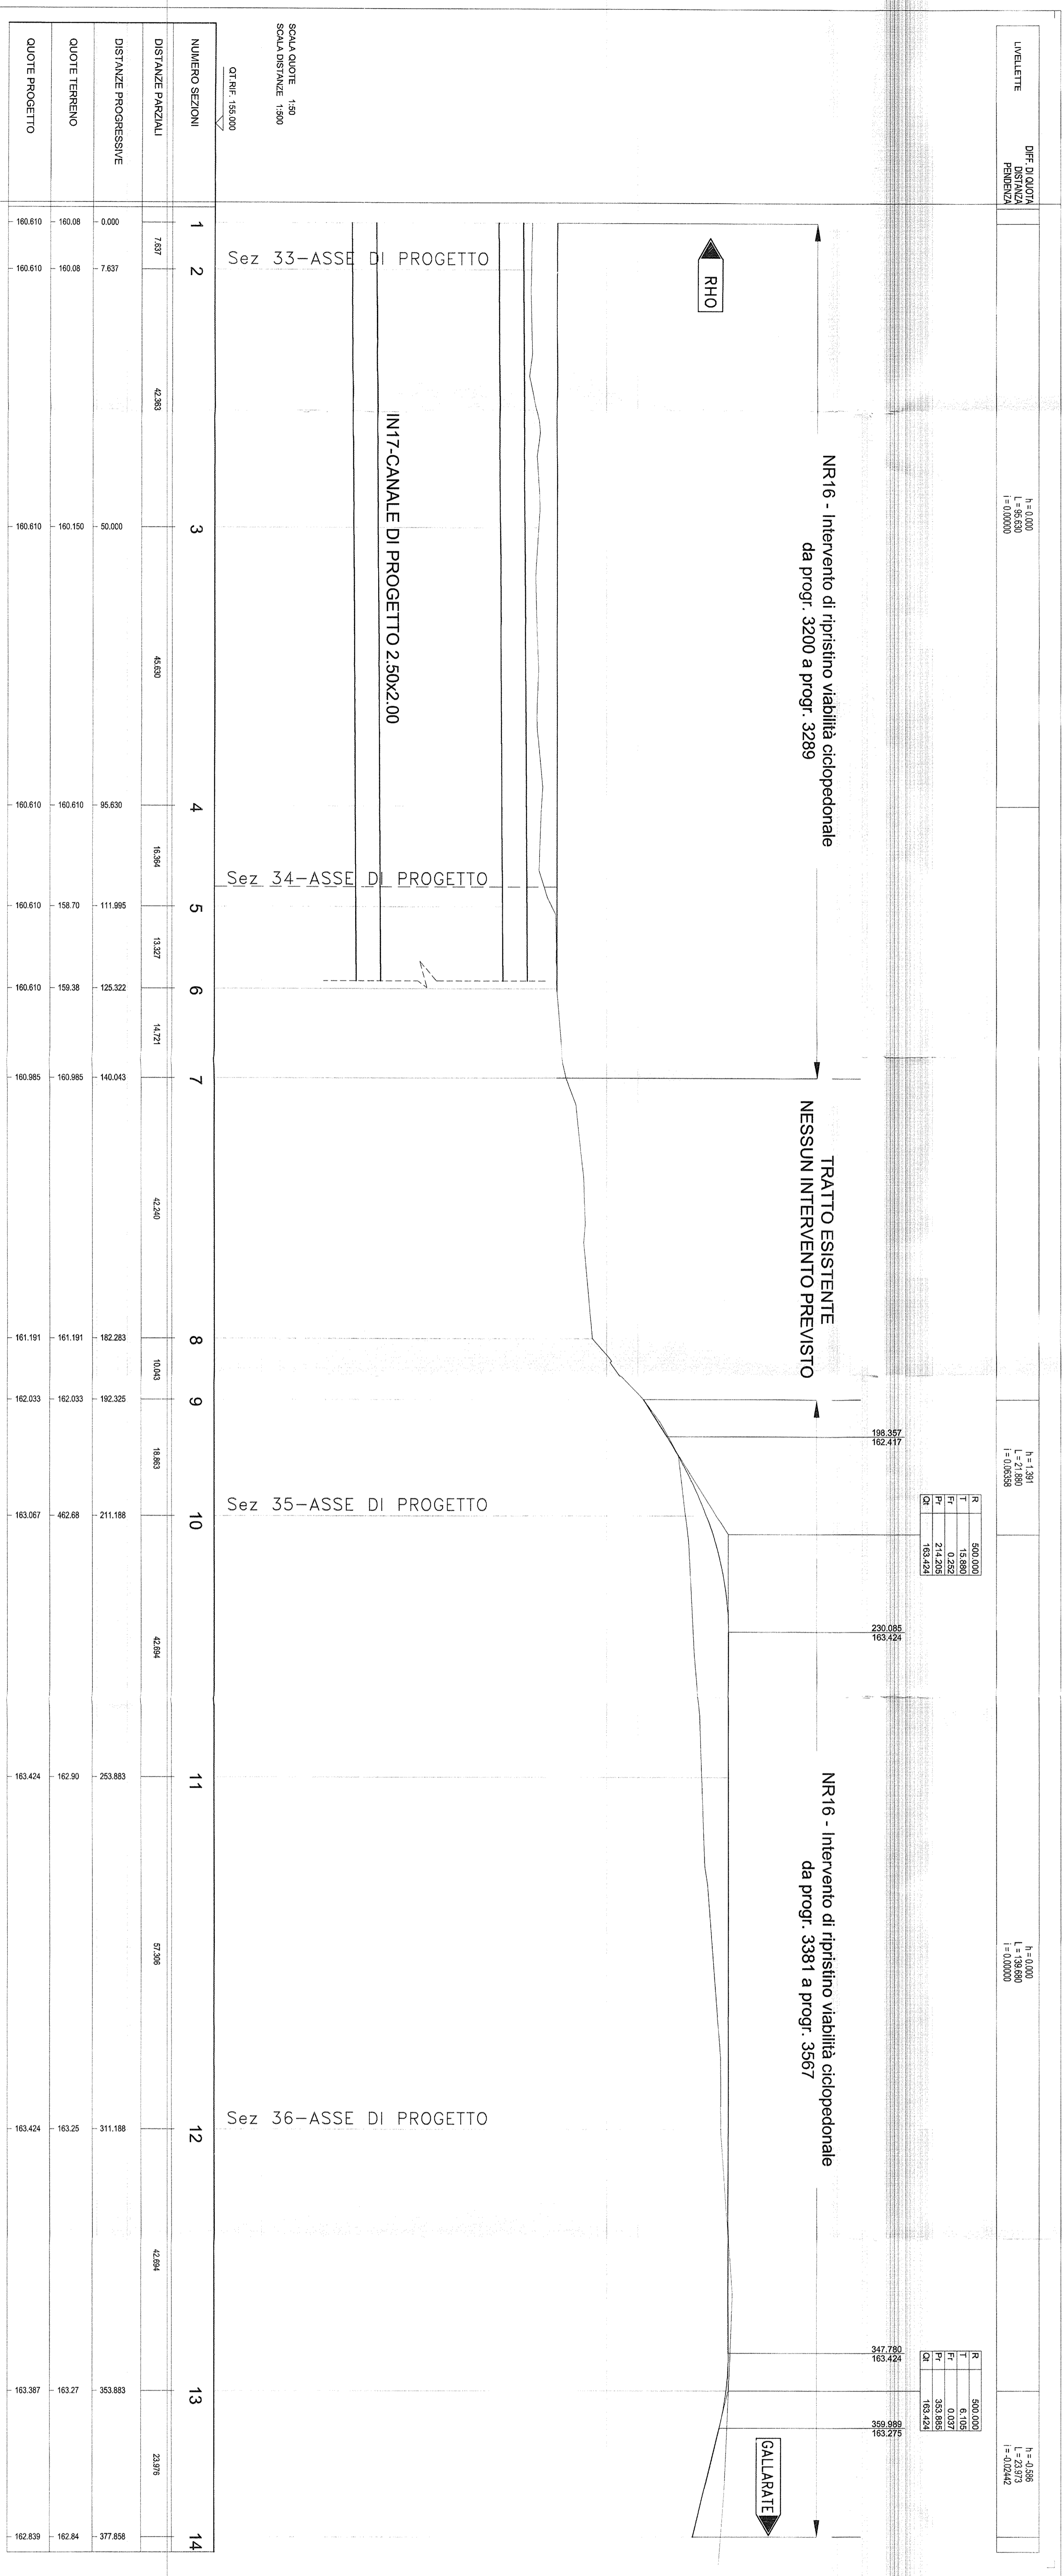 LIVELLETTE
DIFF. DI QUOTA
DISTANZA
PENDENZA
h = 0.000
L = 95.630
i = 0.00000
h = 1.391
L = 21.880
i = 0.06358
h = 0.000
L = 139.680
i = 0.00000
h = -0.586
L = 23.973
i = -0.02442
R 500.000
T 15.880
Fr 0.252
Pr 214.205
Qt 163.424
R 500.000
T 6.105
Fr 0.037
Pr 353.885
Qt 163.424
198.357
162.417
230.085
163.424
347.780
163.424
359.989
163.275
NR16 - Intervento di ripristino viabilità ciclopedonale
da progr. 3200 a progr. 3289
TRATTO ESISTENTE
NESSUN INTERVENTO PREVISTO
NR16 - Intervento di ripristino viabilità ciclopedonale
da progr. 3381 a progr. 3567
RHO
GALLARATE
IN17-CANALE DI PROGETTO 2.50x2.00
SCALA QUOTE 1:50
SCALA DISTANZE 1:500
QT.RIF. 155.000
Sez 33-ASSE DI PROGETTO
Sez 34-ASSE DI PROGETTO
Sez 35-ASSE DI PROGETTO
Sez 36-ASSE DI PROGETTO
NUMERO SEZIONI 1 2 3 4 5 6 7 8 9 10 11 12 13 14
DISTANZE PARZIALI 7.637 42.363 45.630 16.364 13.327 14.721 42.240 10.043 18.863 42.694 57.306 42.694 23.976
DISTANZE PROGRESSIVE 0.000 7.637 50.000 95.630 111.995 125.322 140.043 182.283 192.325 211.188 253.883 311.188 353.883 377.858
QUOTE TERRENO 160.08 160.08 160.150 160.610 158.70 159.38 160.985 161.191 162.033 462.68 162.90 163.25 163.27 162.84
QUOTE PROGETTO 160.610 160.610 160.610 160.610 160.610 160.610 160.985 161.191 162.033 163.067 163.424 163.424 163.387 162.839